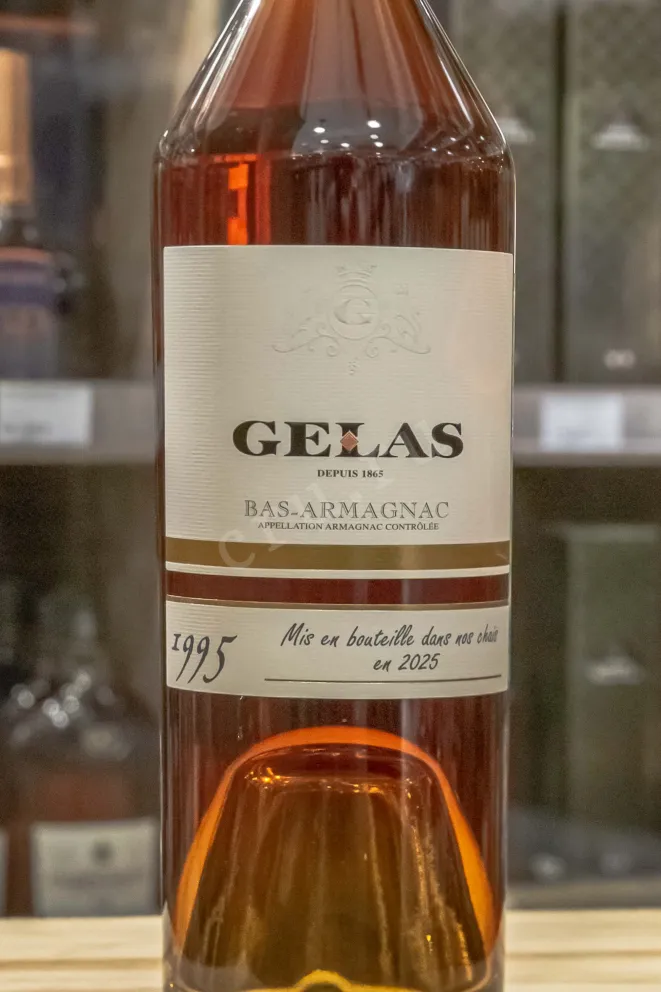 G
GELAS
DEPUIS 1865
BAS-ARMAGNAC
APPELLATION ARMAGNAC CONTRÔLÉE
1995
Mis en bouteille dans nos chais
en 2025